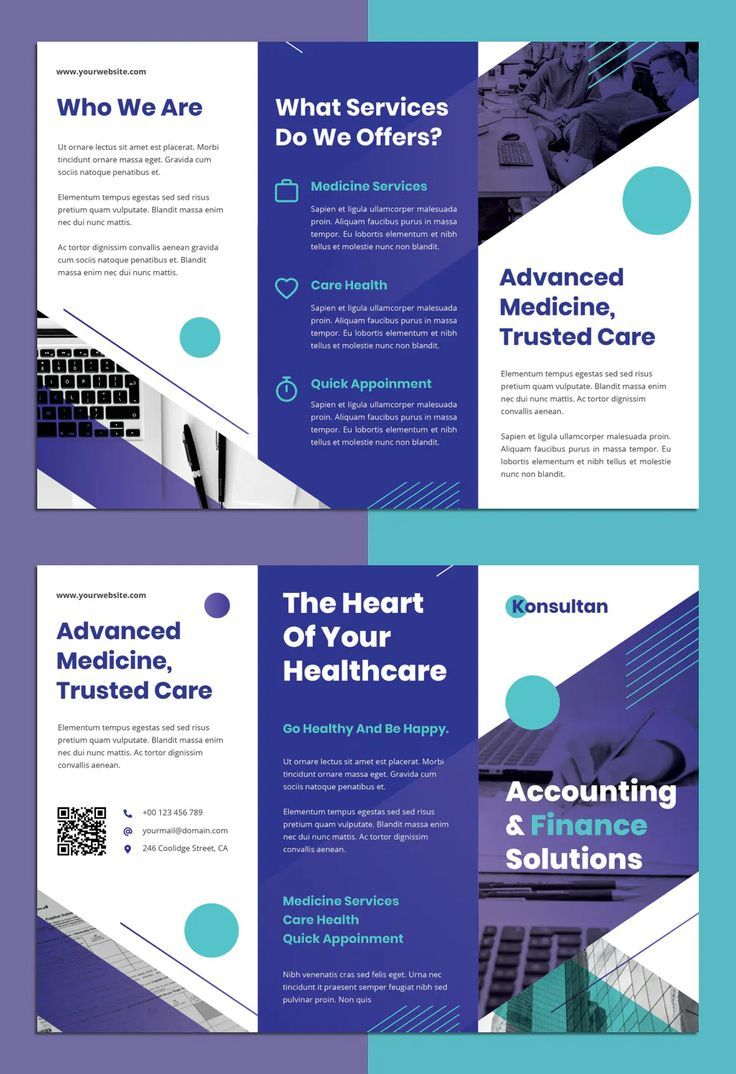 www.yourwebsite.com
Who We Are
Ut ornare lectus sit amet est placerat. Morbi
tincidunt ornare massa eget. Gravida cum
sociis natoque penatibus et.
Elementum tempus egestas sed sed risus
pretium quam vulputate. Blandit massa enim
nec dui nunc mattis.
Ac tortor dignissim convallis aenean gravida
cum sociis natoque penatibus et. Blandit
massa enim nec dui nunc mattis.
What Services
Do We Offers?
Medicine Services
Sapien et ligula ullamcorper malesuada
proin. Aliquam faucibus purus in massa
tempor. Eu lobortis elementum et nibh
tellus et molestie nunc non blandit.
Care Health
Sapien et ligula ullamcorper malesuada
proin. Aliquam faucibus purus in massa
tempor. Eu lobortis elementum et nibh
tellus et molestie nunc non blandit.
Quick Appoinment
Sapien et ligula ullamcorper malesuada
proin. Aliquam faucibus purus in massa
tempor. Eu lobortis elementum et nibh
tellus et molestie nunc non blandit.
Advanced
Medicine,
Trusted Care
Elementum tempus egestas sed sed risus
pretium quam vulputate. Blandit massa enim
nec dui nunc mattis. Ac tortor dignissim
convallis aenean.
Sapien et ligula ullamcorper malesuada proin.
Aliquam faucibus purus in massa tempor. Eu
lobortis elementum et nibh tellus et molestie
nunc non blandit.
www.yourwebsite.com
Advanced
Medicine,
Trusted Care
Elementum tempus egestas sed sed risus
pretium quam vulputate. Blandit massa enim
nec dui nunc mattis. Ac tortor dignissim
convallis aenean.
+00 123 456 789
yourmail@domain.com
246 Coolidge Street, CA
The Heart
Of Your
Healthcare
Go Healthy And Be Happy.
Ut ornare lectus sit amet est placerat. Morbi
tincidunt ornare massa eget. Gravida cum
sociis natoque penatibus et.
Elementum tempus egestas sed sed risus
pretium quam vulputate. Blandit massa enim
nec dui nunc mattis. Ac tortor dignissim
convallis aenean.
Medicine Services
Care Health
Quick Appoinment
Nibh venenatis cras sed felis eget. Urna nec
tincidunt it praesent semper feugiat nibh sed
pulvinar proin. Non quis
Konsultan
Accounting
& Finance
Solutions